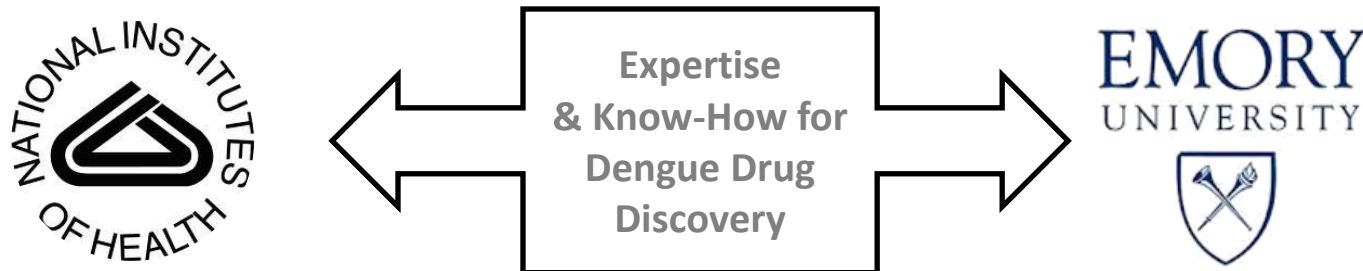 NATIONAL INSTITUTES
OF HEALTH
Expertise
& Know-How for
Dengue Drug
Discovery
EMORY
UNIVERSITY